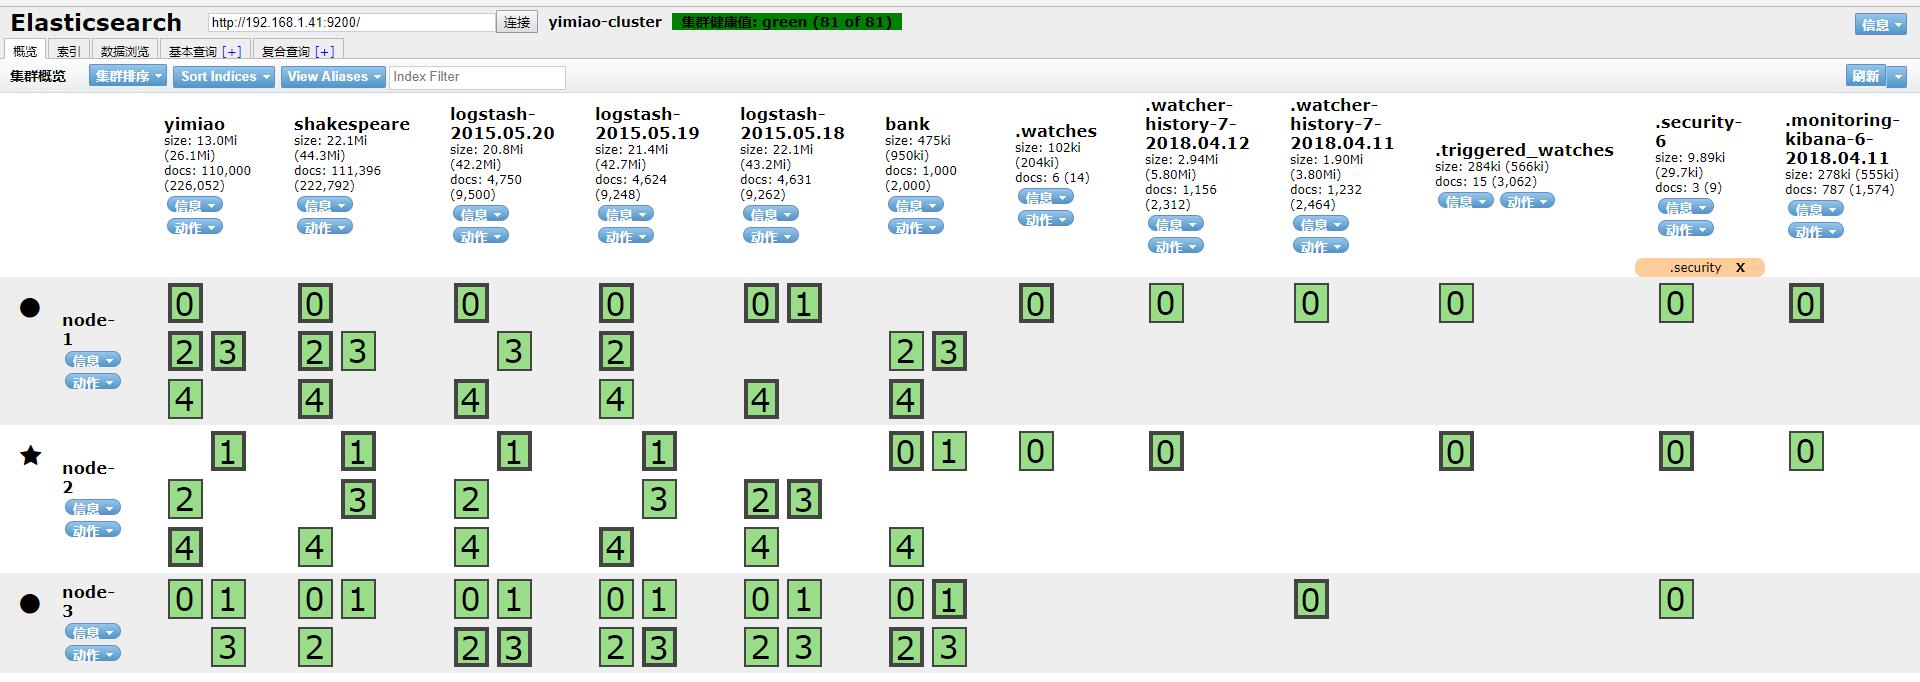 Elasticsearch http://192.168.1.41:9200/ 连接 yimiao-cluster 集群健康值: green (81 of 81) 信息
概览 索引 数据浏览 基本查询 [+] 复合查询 [+]
集群概览 集群排序 Sort Indices View Aliases Index Filter 刷新
yimiao
size: 13.0Mi
(26.1Mi)
docs: 110,000
(226,052)
信息
动作
shakespeare
size: 22.1Mi
(44.3Mi)
docs: 111,396
(222,792)
信息
动作
logstash-
2015.05.20
size: 20.8Mi
(42.2Mi)
docs: 4,750
(9,500)
信息
动作
logstash-
2015.05.19
size: 21.4Mi
(42.7Mi)
docs: 4,624
(9,248)
信息
动作
logstash-
2015.05.18
size: 22.1Mi
(43.2Mi)
docs: 4,631
(9,262)
信息
动作
bank
size: 475ki
(950ki)
docs: 1,000
(2,000)
信息
动作
.watches
size: 102ki
(204ki)
docs: 6 (14)
信息
动作
.watcher-
history-7-
2018.04.12
size: 2.94Mi
(5.80Mi)
docs: 1,156
(2,312)
信息
动作
.watcher-
history-7-
2018.04.11
size: 1.90Mi
(3.80Mi)
docs: 1,232
(2,464)
信息
动作
.triggered_watches
size: 284ki (566ki)
docs: 15 (3,062)
信息 动作
.security-
6
size: 9.89ki
(29.7ki)
docs: 3 (9)
信息
动作
.security X
.monitoring-
kibana-6-
2018.04.11
size: 278ki (555ki)
docs: 787 (1,574)
信息
动作
node-
1
信息
动作
0 0 0 0 0 1 0 0 0 0 0 0
2 3 2 3 3 2 2 3
4 4 4 4 4 4
node-
2
信息
动作
1 1 1 1 0 1 0 0 0 0 0
2 3 2 3 2 3
4 4 4 4 4 4
node-
3
信息
动作
0 1 0 1 0 1 0 1 0 1 0 1 0 0
3 2 2 3 2 3 2 3 2 3